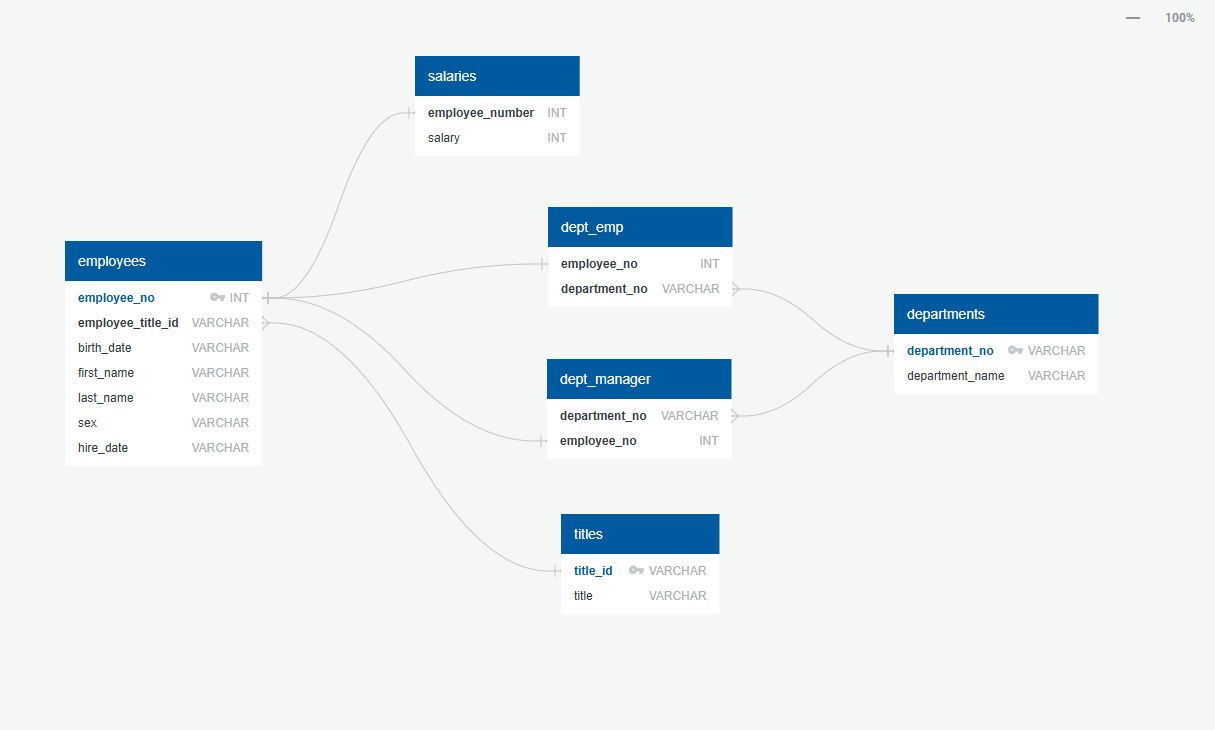 100%
salaries
employee_number INT
salary INT
dept_emp
employee_no INT
department_no VARCHAR
employees
employee_no INT
employee_title_id VARCHAR
birth_date VARCHAR
first_name VARCHAR
last_name VARCHAR
sex VARCHAR
hire_date VARCHAR
departments
department_no VARCHAR
department_name VARCHAR
dept_manager
department_no VARCHAR
employee_no INT
titles
title_id VARCHAR
title VARCHAR